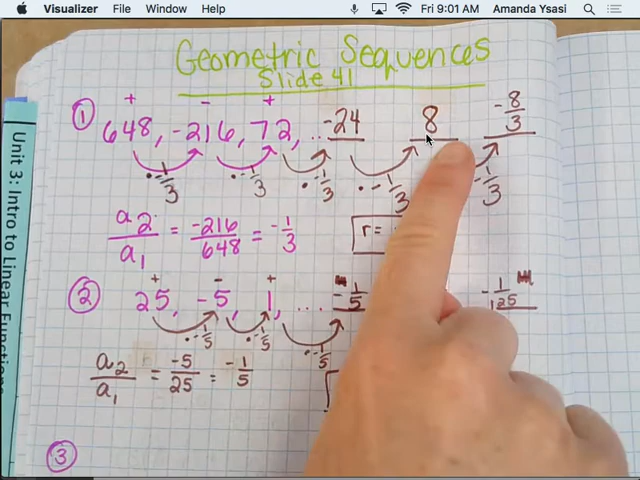 Visualizer File Window Help Fri 9:01 AM Amanda Ysasi
Geometric Sequences
Slide 41
Unit 3: Intro to Linear Functions
+ - +
① 648, -216, 72, ... -24 8 -8/3
·-1/3 ·-1/3 ·-1/3 ·-1/3 -1/3
a2/a1 = -216/648 = -1/3 r=
+ - +
② 25, -5, 1, .... -1/5 -1/125
·-1/5 ·-1/5 ·-1/5
a2/a1 = -5/25 = -1/5
③